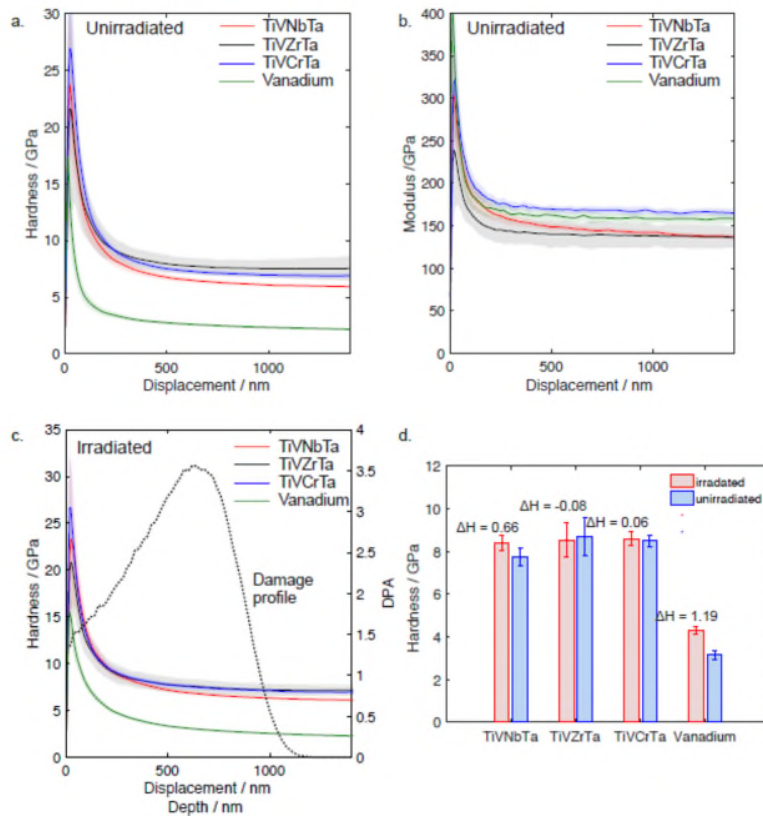 a.
Unirradiated
TiVNbTa
TiVZrTa
TiVCrTa
Vanadium
30
25
20
15
10
5
0
Hardness / GPa
0
500
1000
Displacement / nm
b.
Unirradiated
TiVNbTa
TiVZrTa
TiVCrTa
Vanadium
400
350
300
250
200
150
100
50
0
Modulus /GPa
0
500
1000
Displacement / nm
c.
Irradiated
TiVNbTa
TiVZrTa
TiVCrTa
Vanadium
Damage
profile
35
30
25
20
15
10
5
0
Hardness / GPa
4
3.5
3
2.5
2
1.5
1
0.5
0
DPA
0
500
1000
Displacement / nm
Depth / nm
d.
irradated
unirradiated
12
10
8
6
4
2
0
Hardness / GPa
ΔH = 0.66
ΔH = -0.08
ΔH = 0.06
ΔH = 1.19
TiVNbTa TiVZrTa TiVCrTa Vanadium